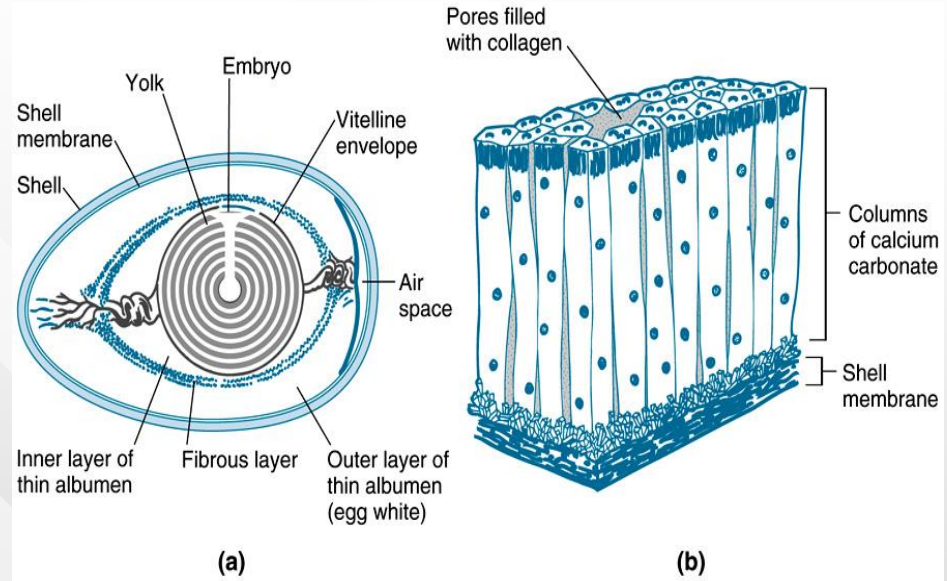 Yolk
Embryo
Shell
membrane
Vitelline
envelope
Shell
Air
space
Inner layer of
thin albumen
Fibrous layer
Outer layer of
thin albumen
(egg white)
(a)
Pores filled
with collagen
Columns
of calcium
carbonate
Shell
membrane
(b)